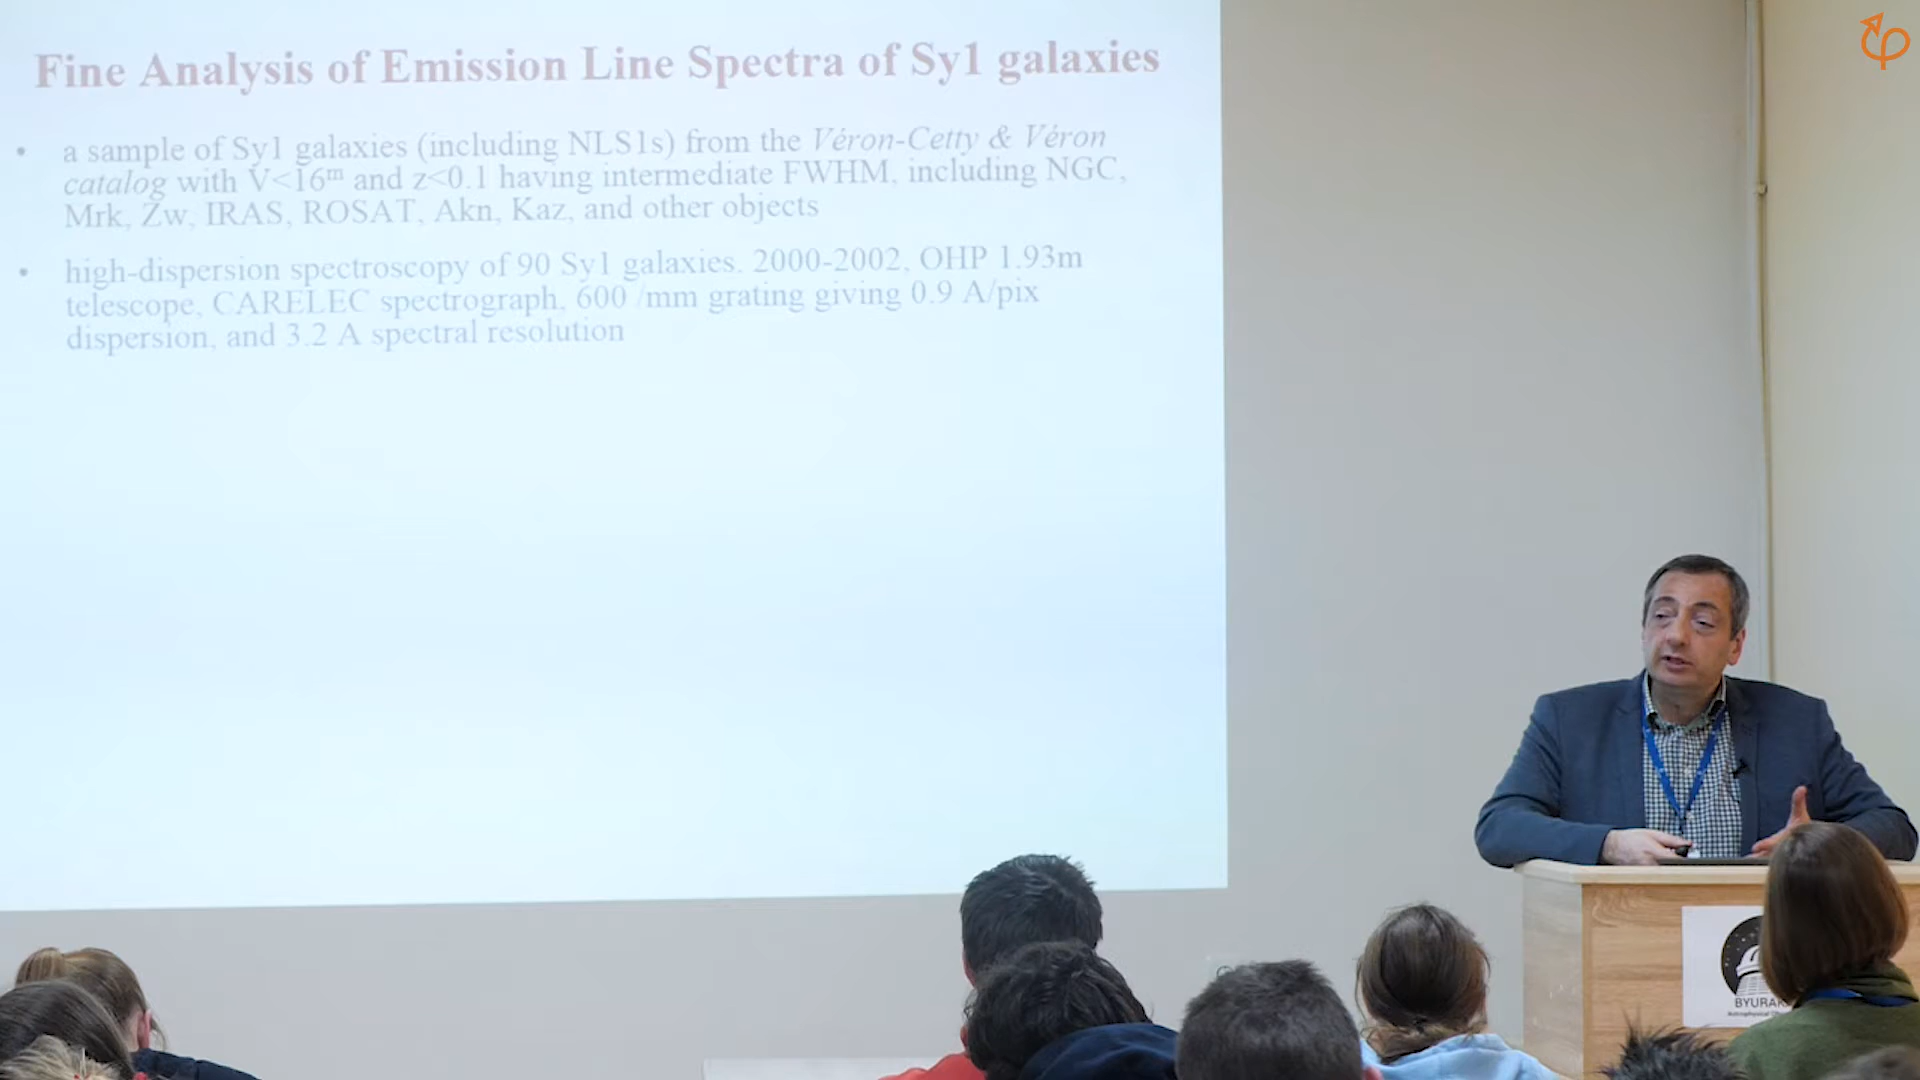 Fine Analysis of Emission Line Spectra of Sy1 galaxies
• a sample of Sy1 galaxies (including NLS1s) from the Véron-Cetty & Véron
catalog with V<16ᵐ and z<0.1 having intermediate FWHM, including NGC,
Mrk, Zw, IRAS, ROSAT, Akn, Kaz, and other objects
• high-dispersion spectroscopy of 90 Sy1 galaxies. 2000-2002, OHP 1.93m
telescope, CARELEC spectrograph, 600 /mm grating giving 0.9 A/pix
dispersion, and 3.2 A spectral resolution
BYURAK